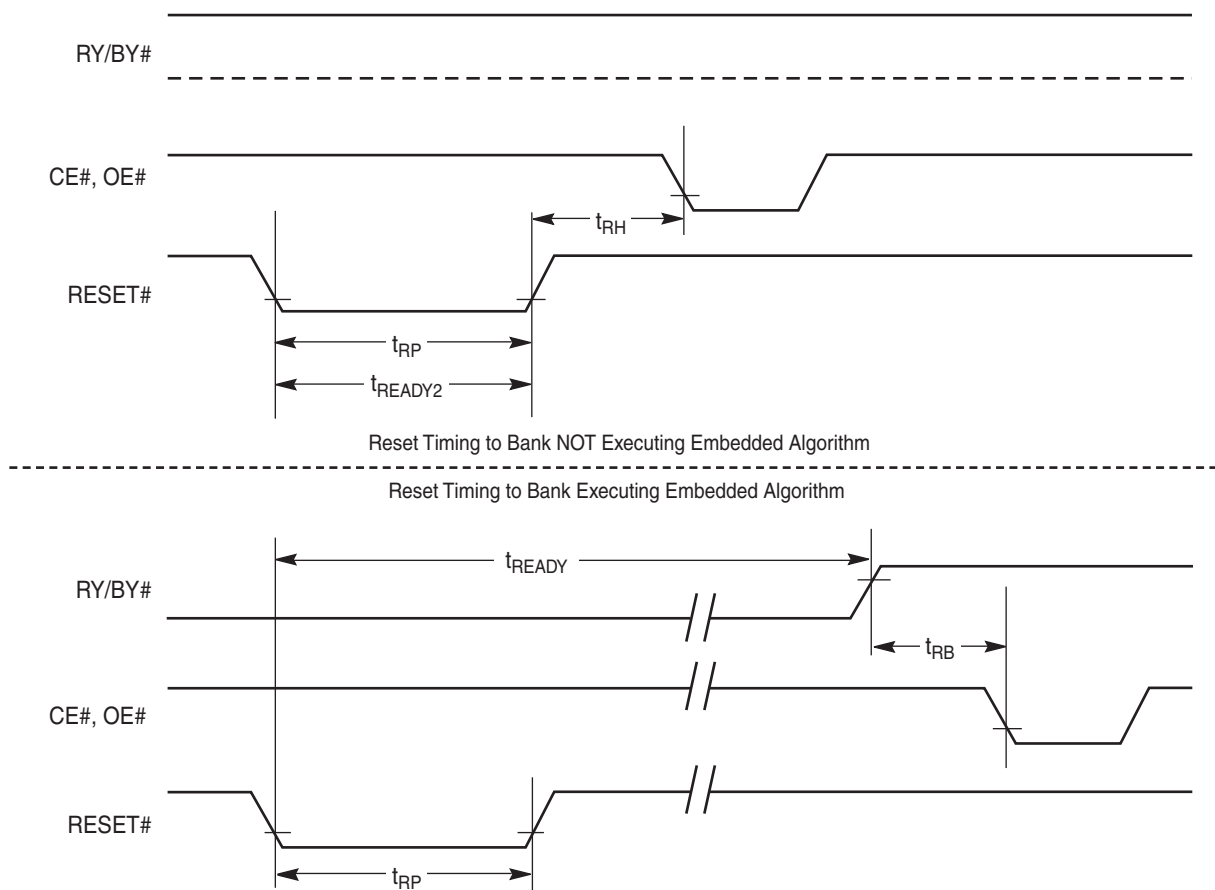 RY/BY#
CE#, OE#
tRH
RESET#
tRP
tREADY2
Reset Timing to Bank NOT Executing Embedded Algorithm
Reset Timing to Bank Executing Embedded Algorithm
tREADY
RY/BY#
tRB
CE#, OE#
RESET#
tRP